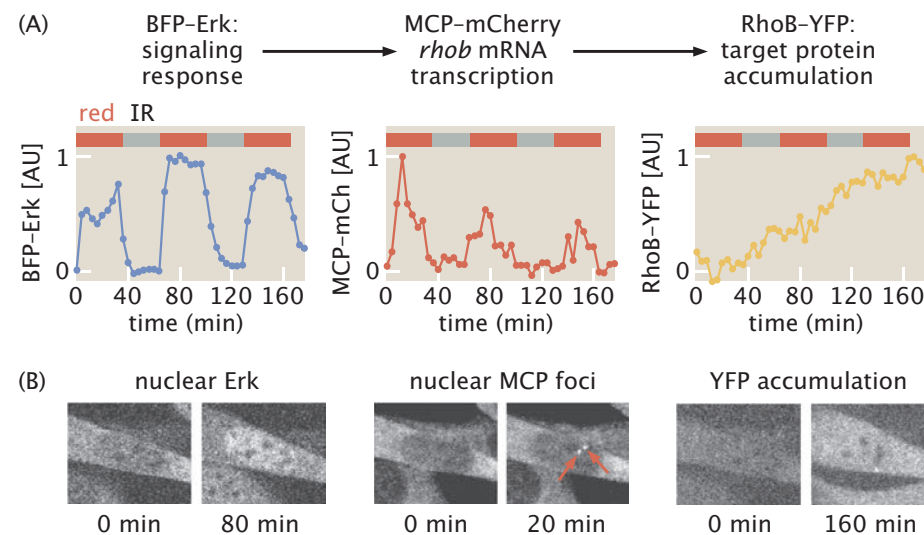 (A)
BFP–Erk:
signaling
response
MCP–mCherry
rhob mRNA
transcription
RhoB–YFP:
target protein
accumulation
red IR
BFP-Erk [AU]
1
0
0 40 80 120 160
time (min)
MCP-mCh [AU]
1
0
0 40 80 120 160
time (min)
RhoB-YFP [AU]
1
0
0 40 80 120 160
time (min)
(B)
nuclear Erk
nuclear MCP foci
YFP accumulation
0 min
80 min
0 min
20 min
0 min
160 min